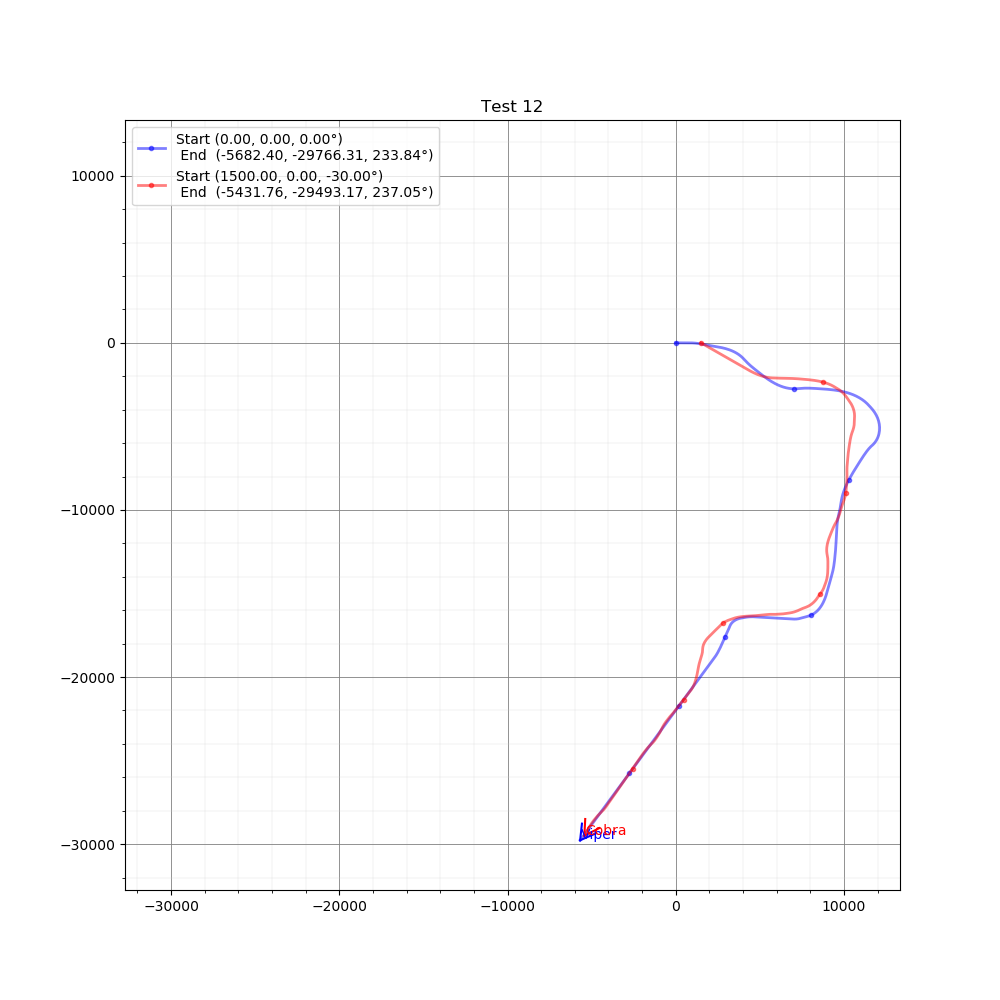 Test 12
Start (0.00, 0.00, 0.00°)
End (-5682.40, -29766.31, 233.84°)
Start (1500.00, 0.00, -30.00°)
End (-5431.76, -29493.17, 237.05°)
10000
0
−10000
−20000
−30000
Cobra
−30000
−20000
−10000
0
10000